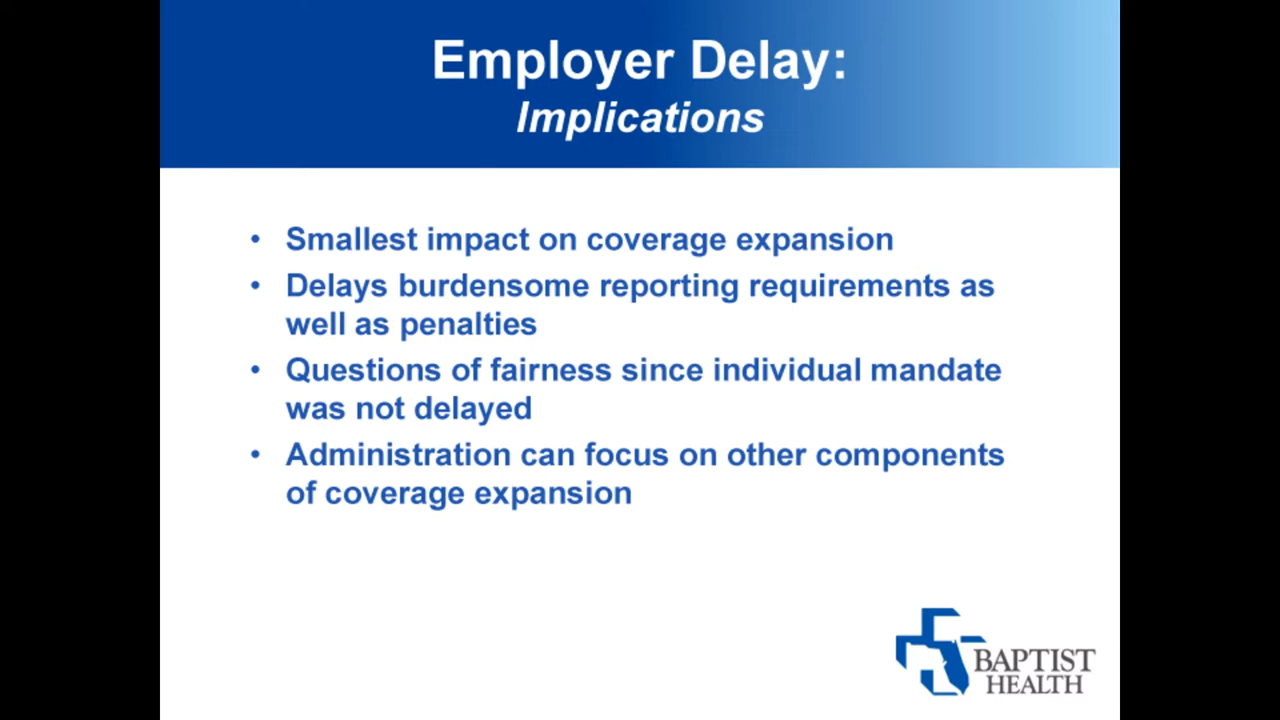 Employer Delay:
Implications
• Smallest impact on coverage expansion
• Delays burdensome reporting requirements as
well as penalties
• Questions of fairness since individual mandate
was not delayed
• Administration can focus on other components
of coverage expansion
BAPTIST
HEALTH